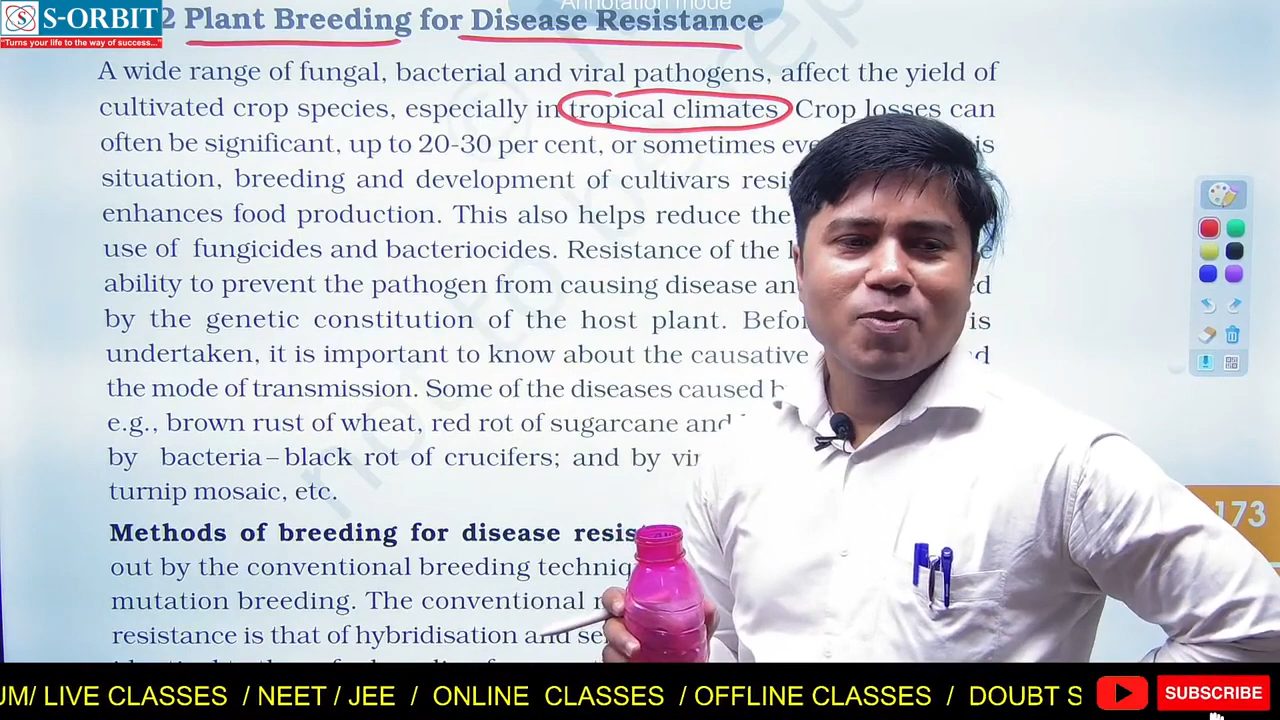 S-ORBIT
"Turns your life to the way of success..."
Annotation mode
2 Plant Breeding for Disease Resistance
A wide range of fungal, bacterial and viral pathogens, affect the yield of
cultivated crop species, especially in tropical climates. Crop losses can
often be significant, up to 20-30 per cent, or sometimes is
situation, breeding and development of cultivars
enhances food production. This also helps reduce the
use of fungicides and bacteriocides. Resistance of the
ability to prevent the pathogen from causing disease
by the genetic constitution of the host plant. is
undertaken, it is important to know about the causative
the mode of transmission. Some of the diseases caused
e.g., brown rust of wheat, red rot of sugarcane and
by bacteria – black rot of crucifers; and by
turnip mosaic, etc.
173
Methods of breeding for disease
out by the conventional breeding
mutation breeding. The conventional
resistance is that of hybridisation and
UM/ LIVE CLASSES / NEET / JEE / ONLINE CLASSES / OFFLINE CLASSES / DOUBT S
SUBSCRIBE